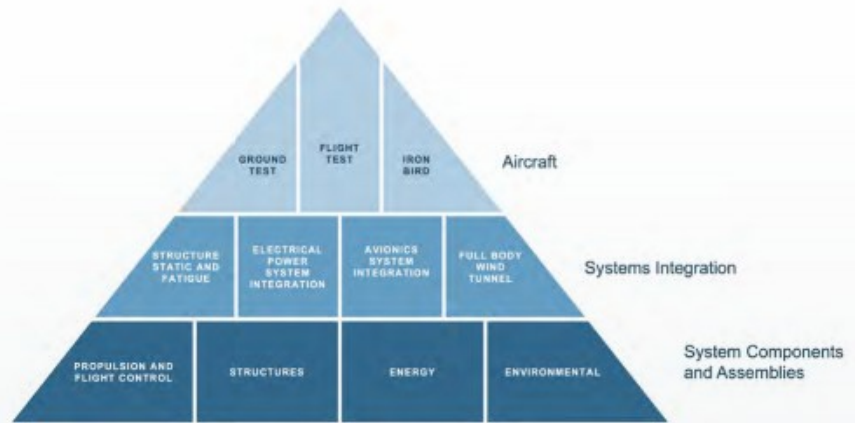 GROUND
TEST
FLIGHT
TEST
IRON
BIRD
Aircraft
STRUCTURE
STATIC AND
FATIGUE
ELECTRICAL
POWER
SYSTEM
INTEGRATION
AVIONICS
SYSTEM
INTEGRATION
FULL BODY
WIND
TUNNEL
Systems Integration
PROPULSION AND
FLIGHT CONTROL
STRUCTURES
ENERGY
ENVIRONMENTAL
System Components
and Assemblies